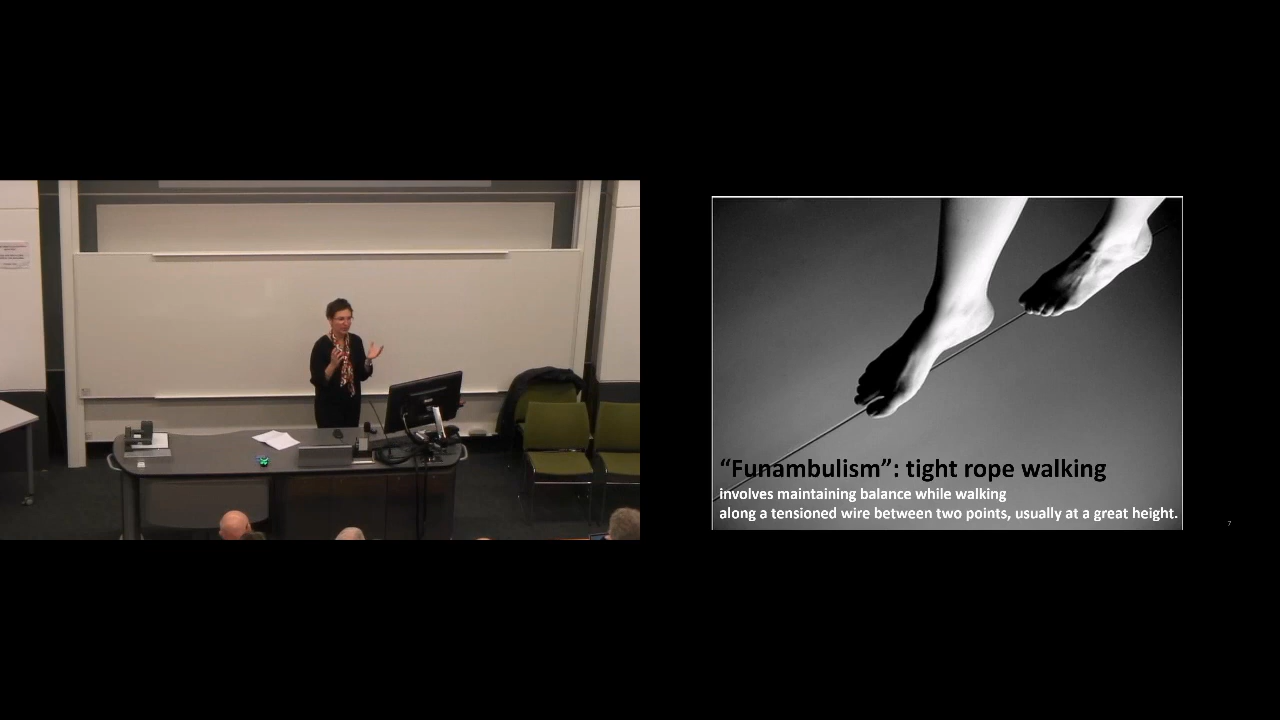 “Funambulism”: tight rope walking
involves maintaining balance while walking
along a tensioned wire between two points, usually at a great height.
7